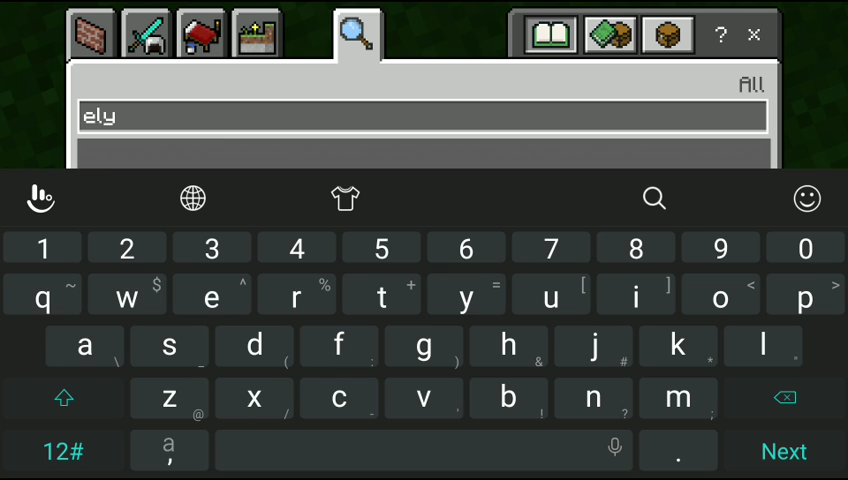 ? ×
All
ely
1 2 3 4 5 6 7 8 9 0
q ~ w $ e ^ r % t + y = u [ i ] o < p >
a \ s _ d ( f : g ) h & j # k * l "
z @ x / c - v ' b ! n ? m ;
12# a , . Next